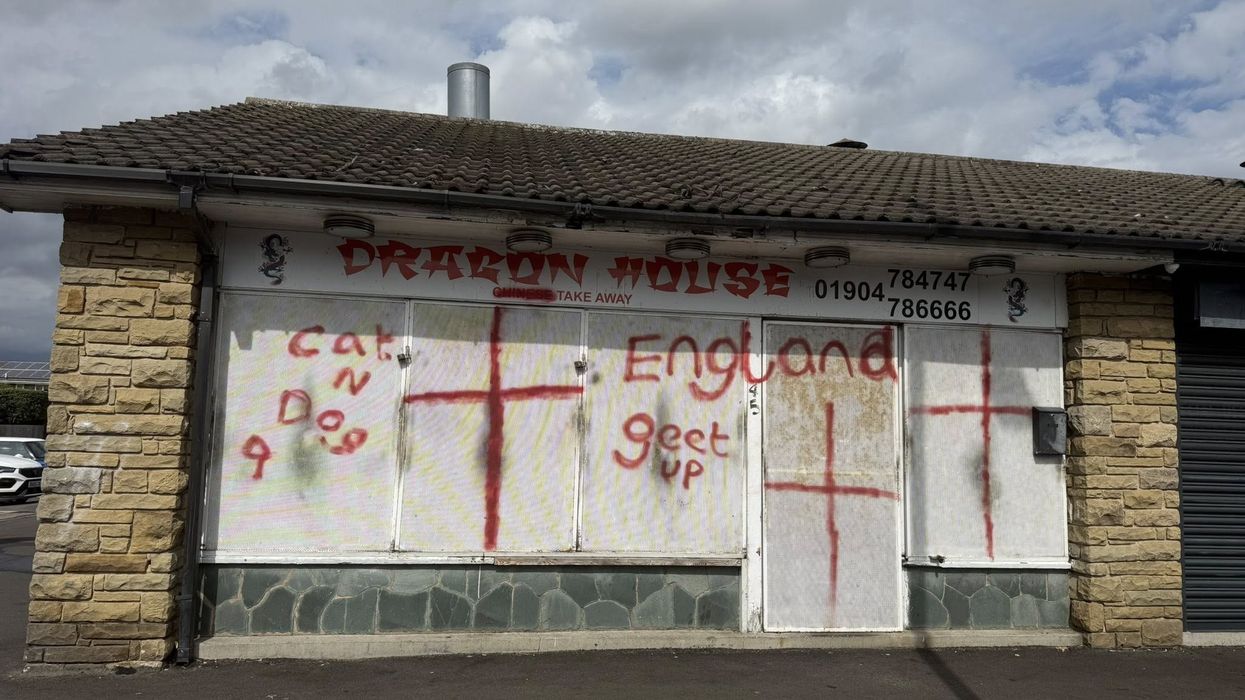 DRAGON HOUSE
CHINESE TAKE AWAY
01904 784747
786666
Cat
N
Dog
9
England
geet
up